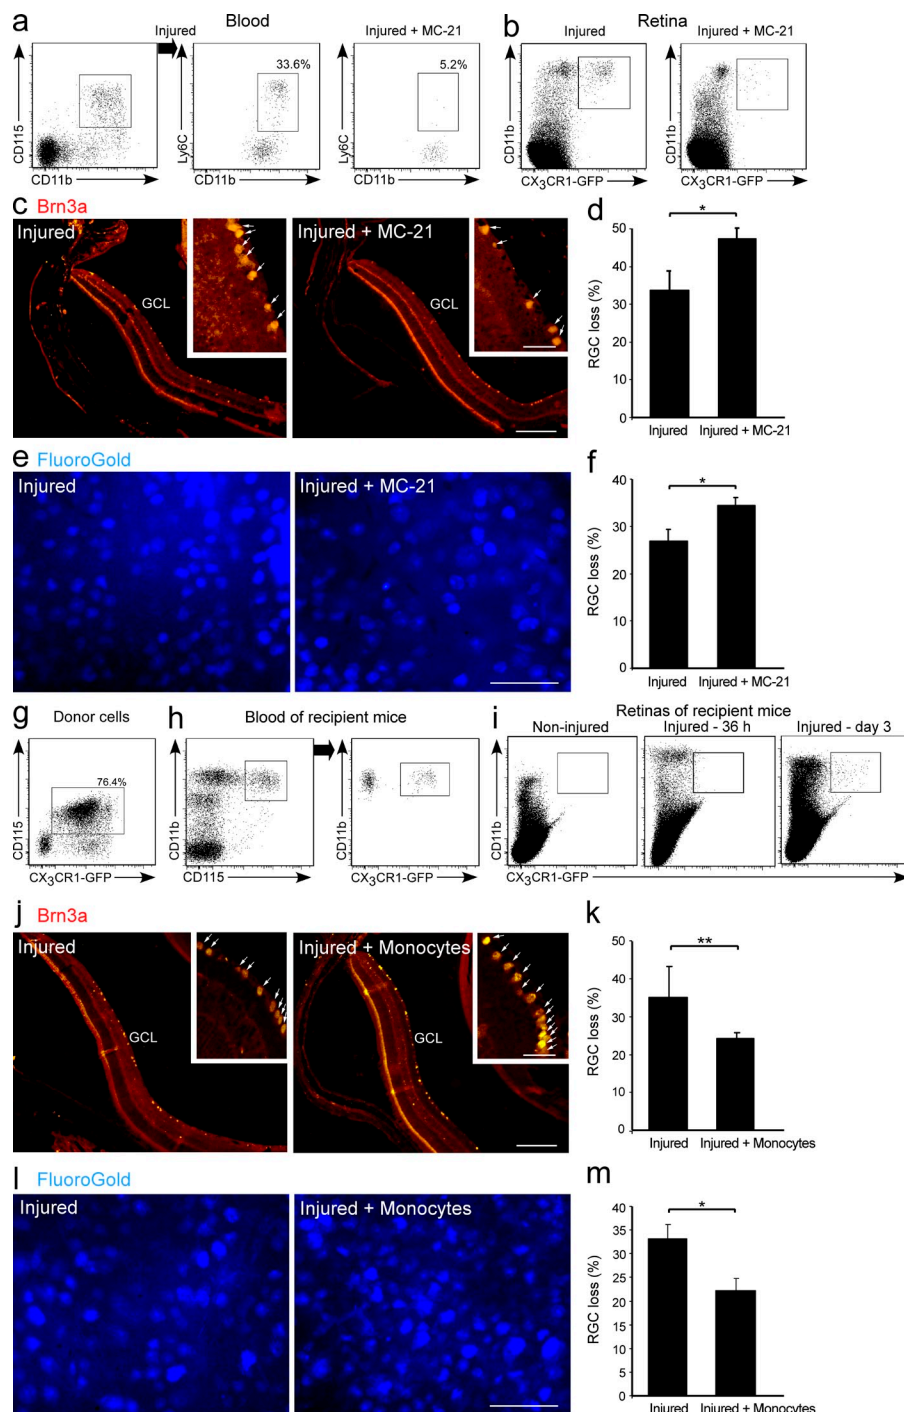 a Blood
Injured Injured + MC-21
33.6% 5.2%
CD115 Ly6C Ly6C
CD11b CD11b CD11b
b Retina
Injured Injured + MC-21
CD11b CD11b
CX3CR1-GFP CX3CR1-GFP
c Brn3a
Injured Injured + MC-21
GCL GCL
d
*
RGC loss (%)
50
40
30
20
10
0
Injured Injured + MC-21
e FluoroGold
Injured Injured + MC-21
f
*
RGC loss (%)
40
30
20
10
0
Injured Injured + MC-21
g Donor cells
76.4%
CD115
CX3CR1-GFP
h Blood of recipient mice
CD11b CD11b
CD115 CX3CR1-GFP
i Retinas of recipient mice
Non-injured Injured - 36 h Injured - day 3
CD11b
CX3CR1-GFP
j Brn3a
Injured Injured + Monocytes
GCL GCL
k
**
RGC loss (%)
50
40
30
20
10
0
Injured Injured + Monocytes
l FluoroGold
Injured Injured + Monocytes
m
*
RGC loss (%)
40
35
30
25
20
15
10
5
0
Injured Injured + Monocytes